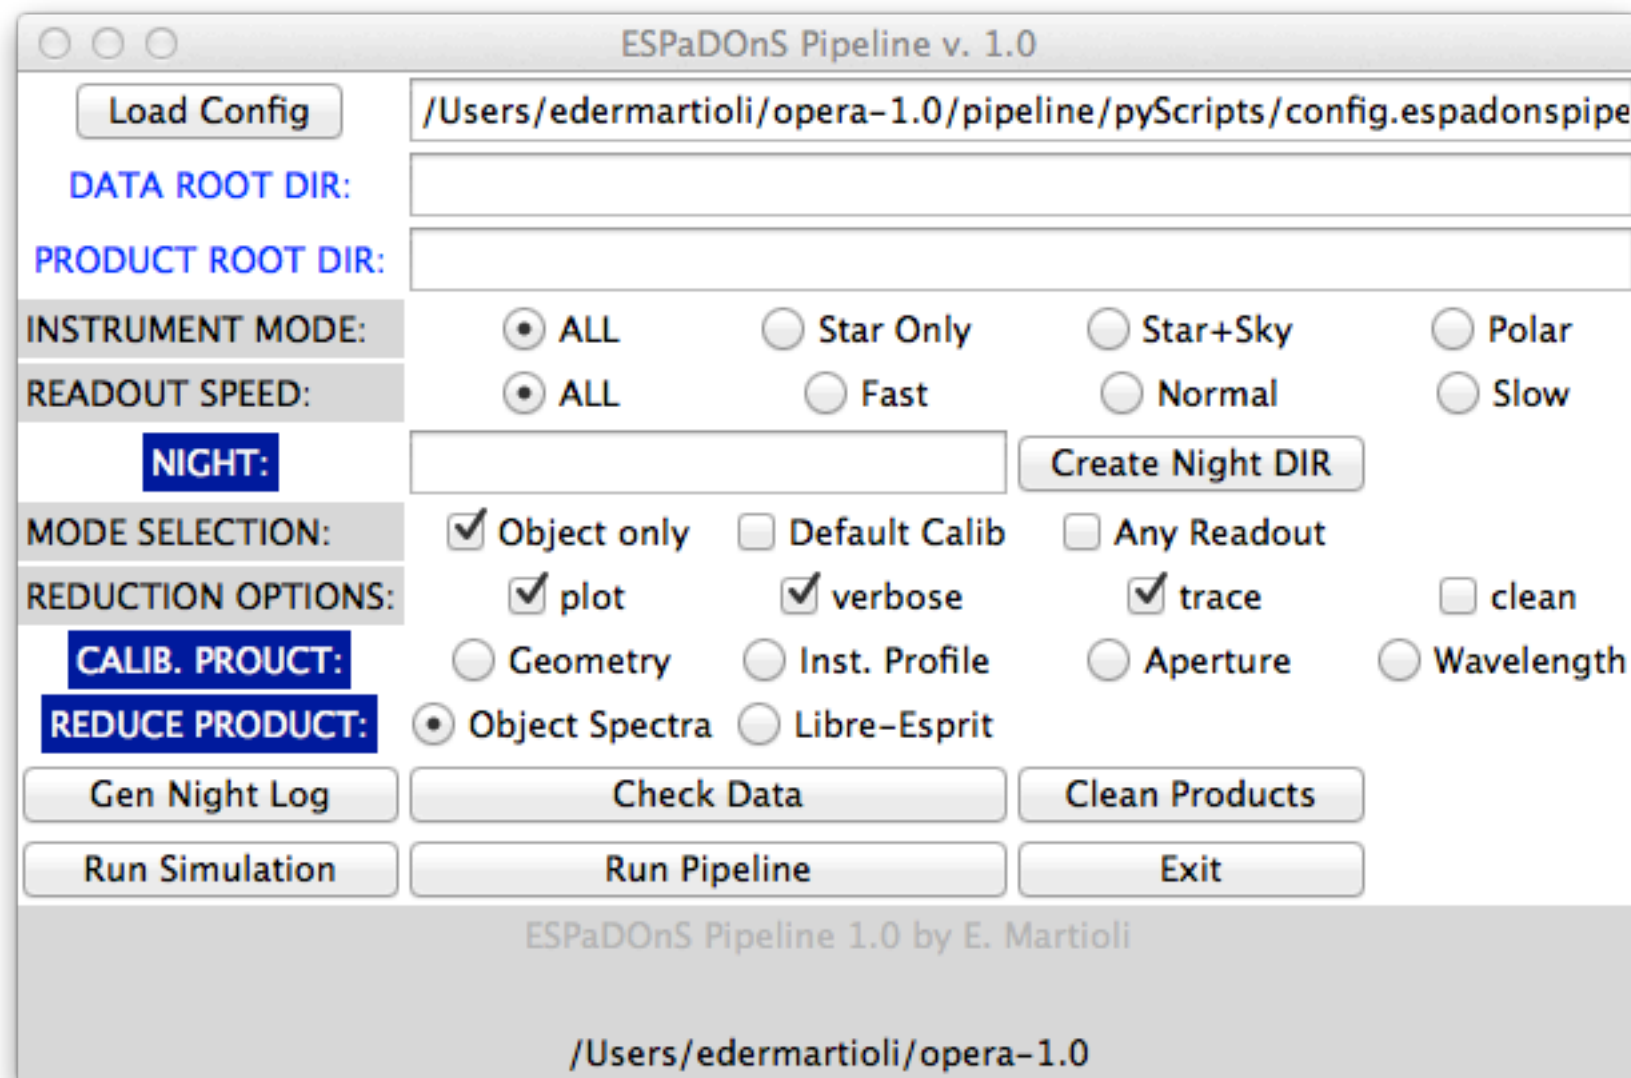 ESPaDOnS Pipeline v. 1.0
Load Config /Users/edermartioli/opera-1.0/pipeline/pyScripts/config.espadonspipe
DATA ROOT DIR:
PRODUCT ROOT DIR:
INSTRUMENT MODE: ALL Star Only Star+Sky Polar
READOUT SPEED: ALL Fast Normal Slow
NIGHT: Create Night DIR
MODE SELECTION: Object only Default Calib Any Readout
REDUCTION OPTIONS: plot verbose trace clean
CALIB. PROUCT: Geometry Inst. Profile Aperture Wavelength
REDUCE PRODUCT: Object Spectra Libre-Esprit
Gen Night Log Check Data Clean Products
Run Simulation Run Pipeline Exit
ESPaDOnS Pipeline 1.0 by E. Martioli
/Users/edermartioli/opera-1.0